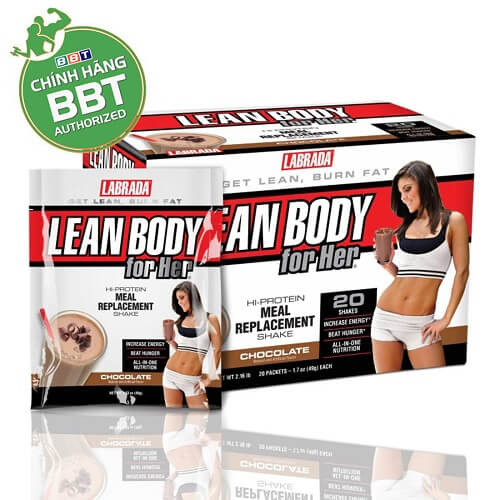 BBT
CHÍNH HÃNG
BBT
AUTHORIZED
LEAN BODY
LABRADA
GET LEAN, BURN FAT
LEAN BODY
for Her
HI-PROTEIN
MEAL
REPLACEMENT
SHAKE
20
SHAKES
INCREASE ENERGY
BEAT HUNGER
ALL-IN-ONE
NUTRITION
CHOCOLATE
20 PACKETS – 1.7 oz (49g) EACH
LABRADA
GET LEAN, BURN FAT
LEAN BODY
for Her
HI-PROTEIN
MEAL
REPLACEMENT
SHAKE
INCREASE ENERGY
BEAT HUNGER
ALL-IN-ONE
NUTRITION
CHOCOLATE